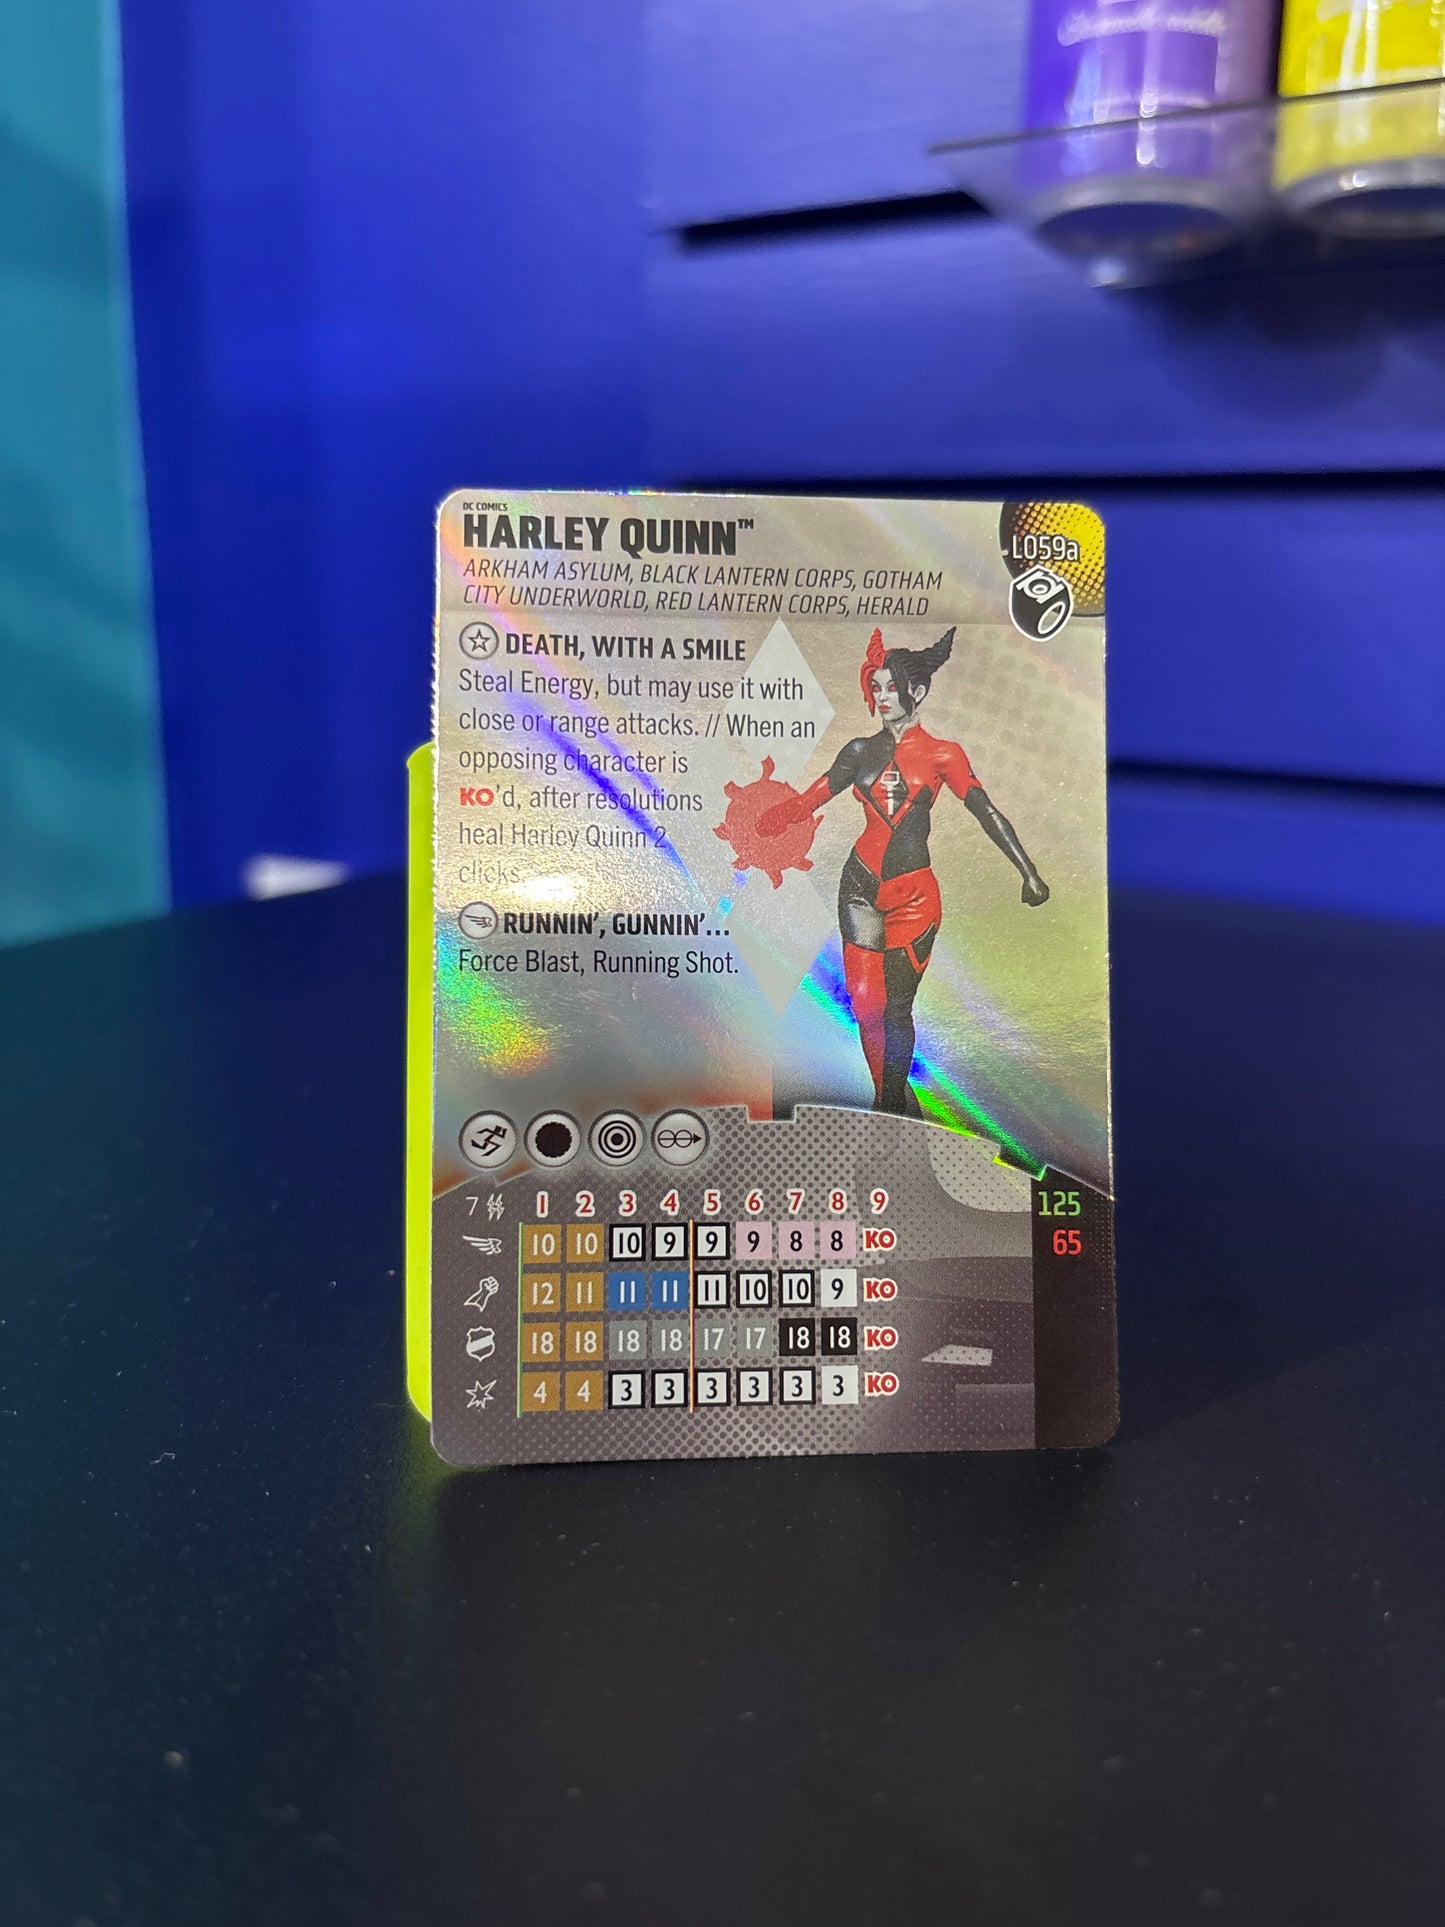 DC COMICS
HARLEY QUINN™
L059a
ARKHAM ASYLUM, BLACK LANTERN CORPS, GOTHAM
CITY UNDERWORLD, RED LANTERN CORPS, HERALD
DEATH, WITH A SMILE
Steal Energy, but may use it with
close or range attacks. // When an
opposing character is
KO'd, after resolutions
heal Harley Quinn 2
clicks.
RUNNIN', GUNNIN'...
Force Blast, Running Shot.
7 1 2 3 4 5 6 7 8 9 125
10 10 10 9 9 9 8 8 KO 65
12 11 11 11 11 10 10 9 KO
18 18 18 18 17 17 18 18 KO
4 4 3 3 3 3 3 3 KO